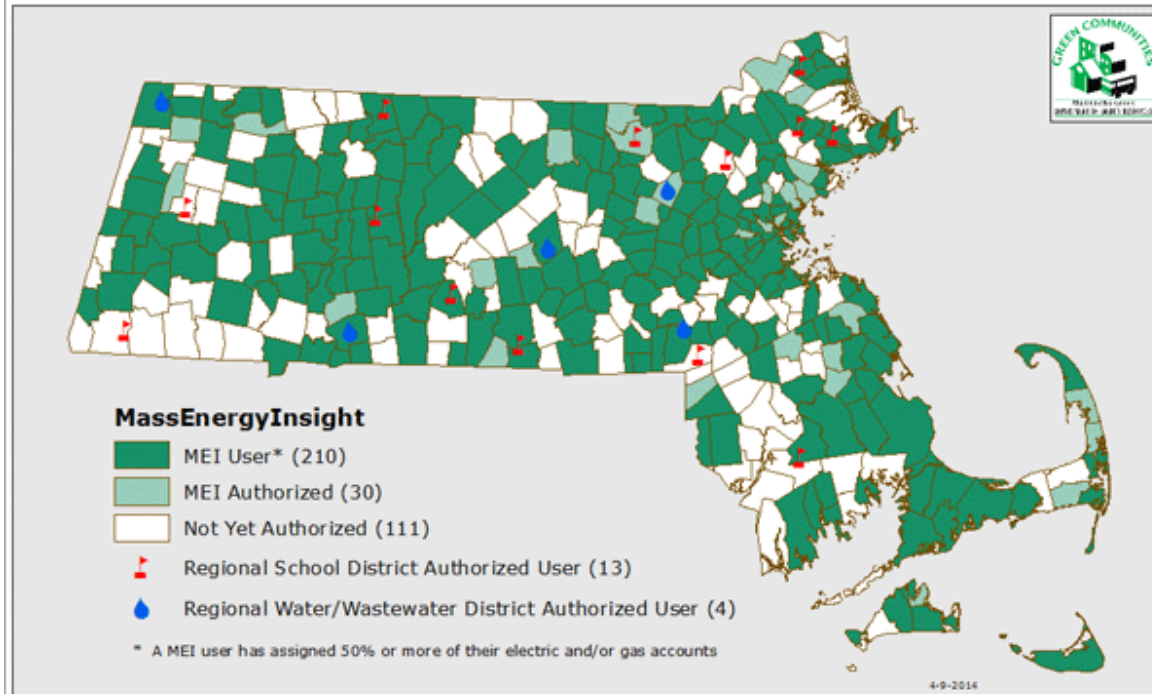 GREEN COMMUNITIES
MassEnergyInsight
MEI User* (210)
MEI Authorized (30)
Not Yet Authorized (111)
Regional School District Authorized User (13)
Regional Water/Wastewater District Authorized User (4)
* A MEI user has assigned 50% or more of their electric and/or gas accounts
4-9-2014